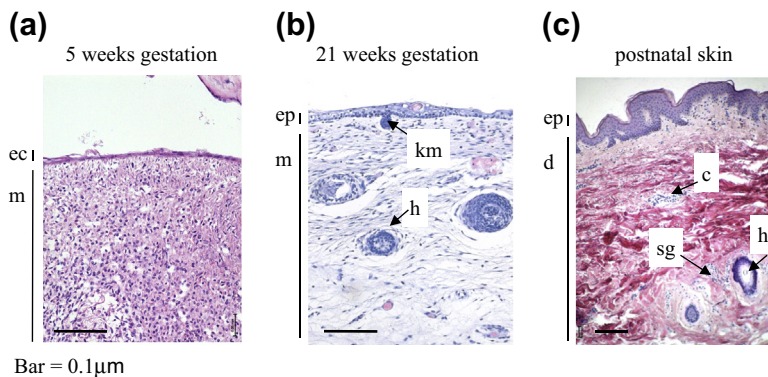 (a)
5 weeks gestation
ec
m
Bar = 0.1μm
(b)
21 weeks gestation
ep
m
km
h
(c)
postnatal skin
ep
d
c
sg
h